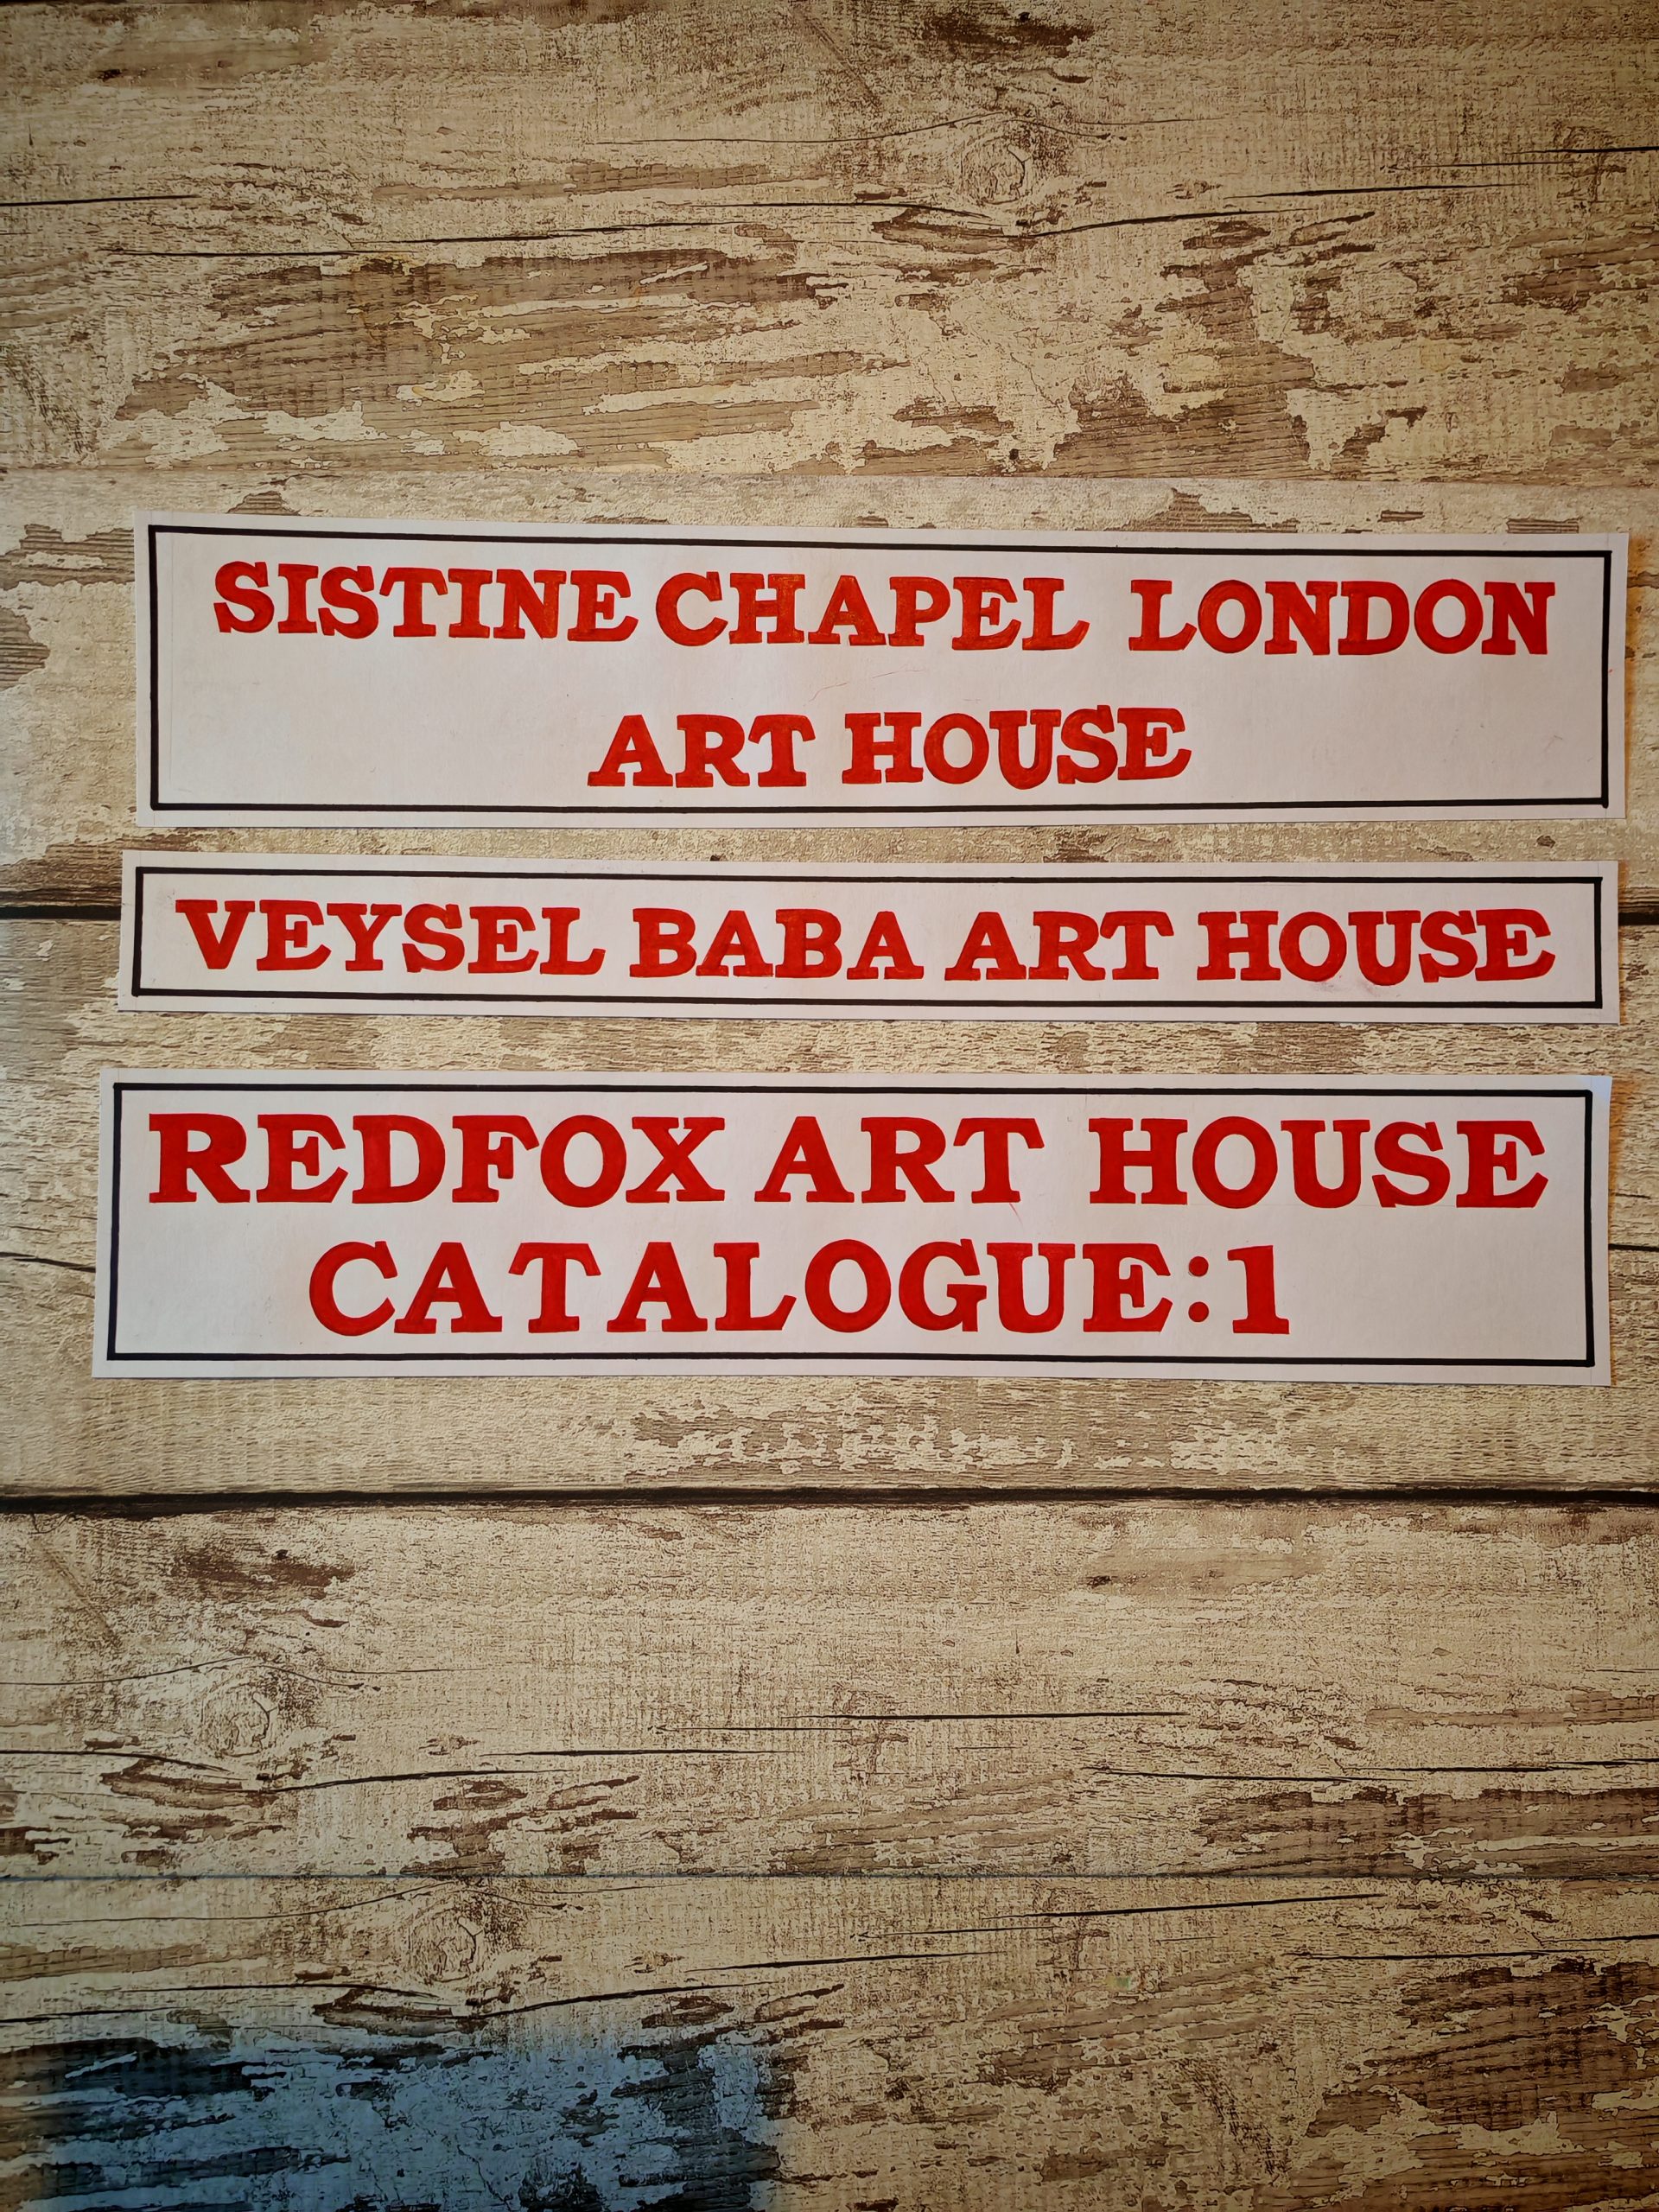 SISTINE CHAPEL LONDON
ART HOUSE
VEYSEL BABA ART HOUSE
REDFOX ART HOUSE
CATALOGUE:1